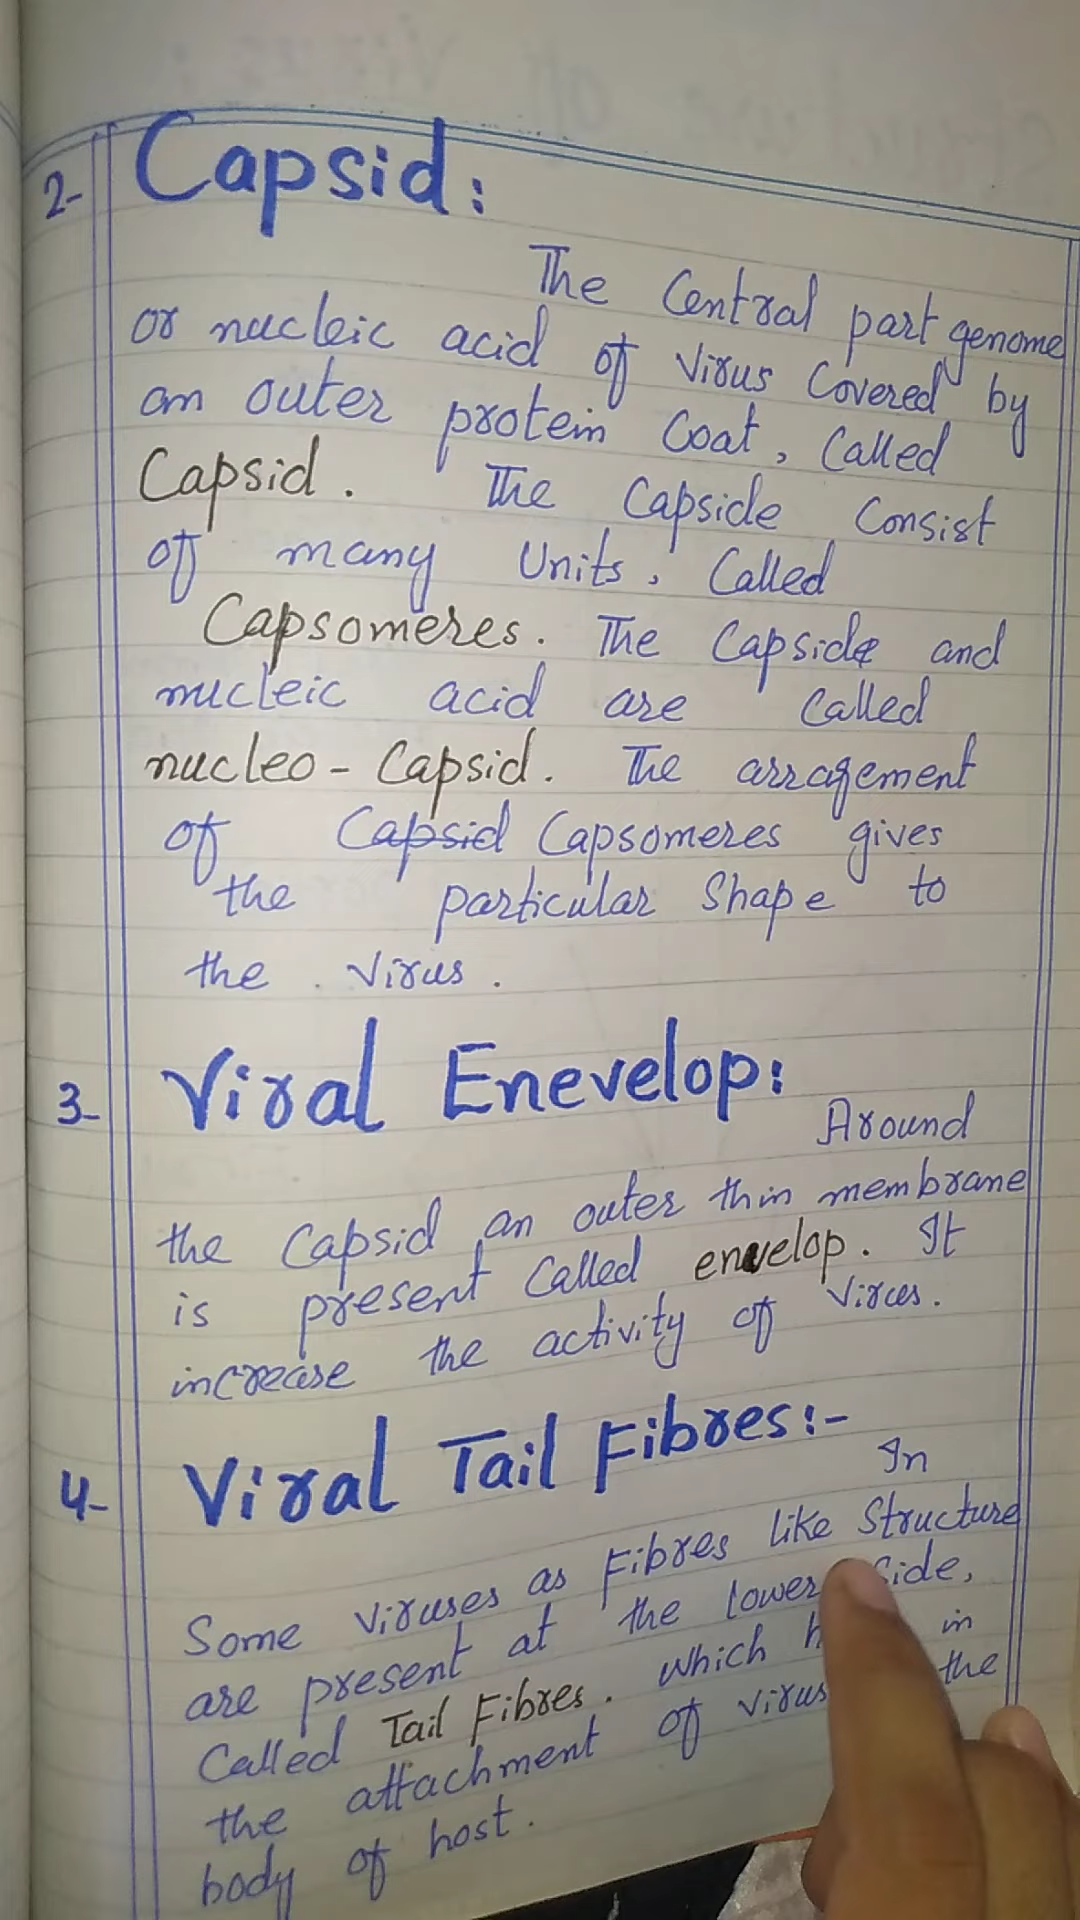 2- Capsid:
The Central part genome
or nucleic acid of virus Covered by
an outer protein Coat, Called
Capsid. The Capside Consist
of many Units, Called
Capsomeres. The Capside and
nucleic acid are Called
nucleo-Capsid. The arragement
of Capsid Capsomeres gives
the particular Shape to
the . virus .
3- Viral Enevelop:
Around
the Capsid an outer thin membrane
is present Called envelop. It
increase the activity of virus.
4- Viral Tail Fibres:-
In
Some viruses as Fibres like Structure
are present at the lower side,
Called Tail Fibres. which in
the attachment of virus the
body of host.